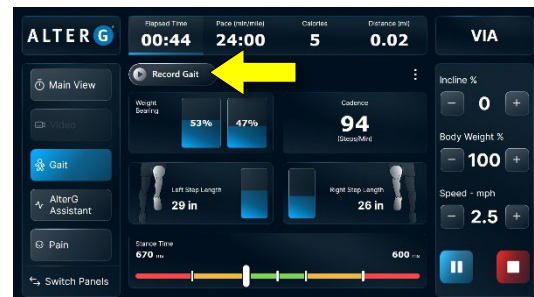 ALTERG
Elapsed Time
00:44
Pace (min/mile)
24:00
Calories
5
Distance (mi)
0.02
VIA
Main View
Video
Gait
AlterG
Assistant
Pain
Switch Panels
Record Gait
Weight
Bearing
53%
47%
Cadence
94
(Steps/Min)
Left Step Length
29 in
Right Step Length
26 in
Stance Time
670 ms
600 ms
Incline %
- 0 +
Body Weight %
- 100 +
Speed - mph
- 2.5 +